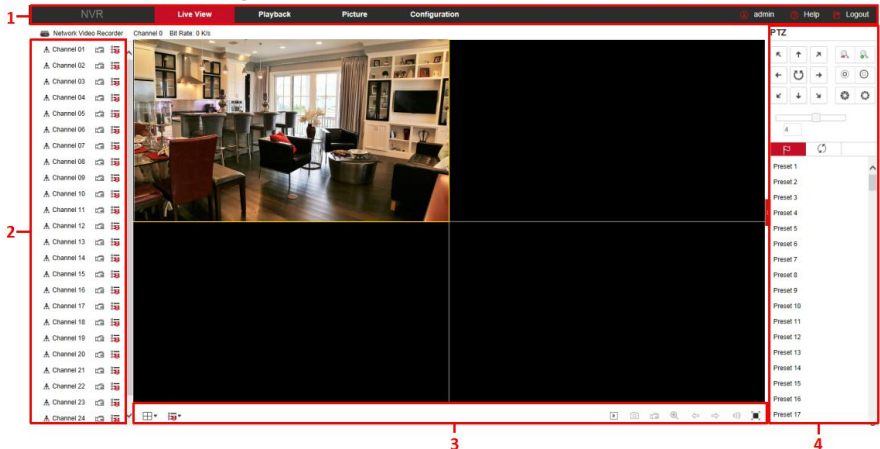 NVR Live View Playback Picture Configuration admin Help Logout
1
Network Video Recorder
Channel 0 Bit Rate: 0 K/s
PTZ
Channel 01
Channel 02
Channel 03
Channel 04
Channel 05
Channel 06
Channel 07
Channel 08
Channel 09
Channel 10
Channel 11
Channel 12
Channel 13
Channel 14
Channel 15
Channel 16
Channel 17
Channel 18
Channel 19
Channel 20
Channel 21
Channel 22
Channel 23
Channel 24
2
4
Preset 1
Preset 2
Preset 3
Preset 4
Preset 5
Preset 6
Preset 7
Preset 8
Preset 9
Preset 10
Preset 11
Preset 12
Preset 13
Preset 14
Preset 15
Preset 16
Preset 17
3
4